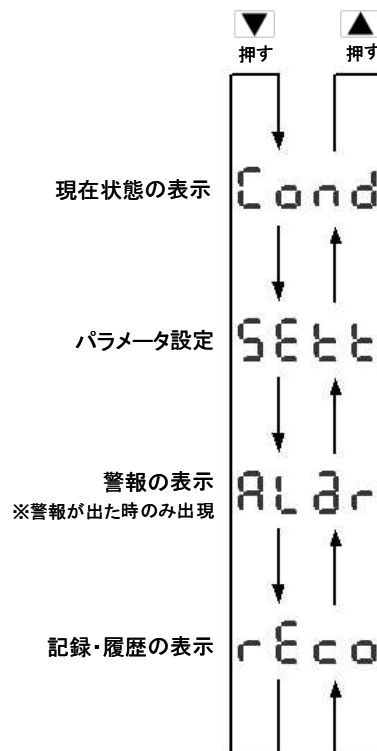 ▼ ▲
押す 押す
現在状態の表示 Cond
パラメータ設定 SEtt
警報の表示 ALar
※警報が出た時のみ出現
記録・履歴の表示 rEco